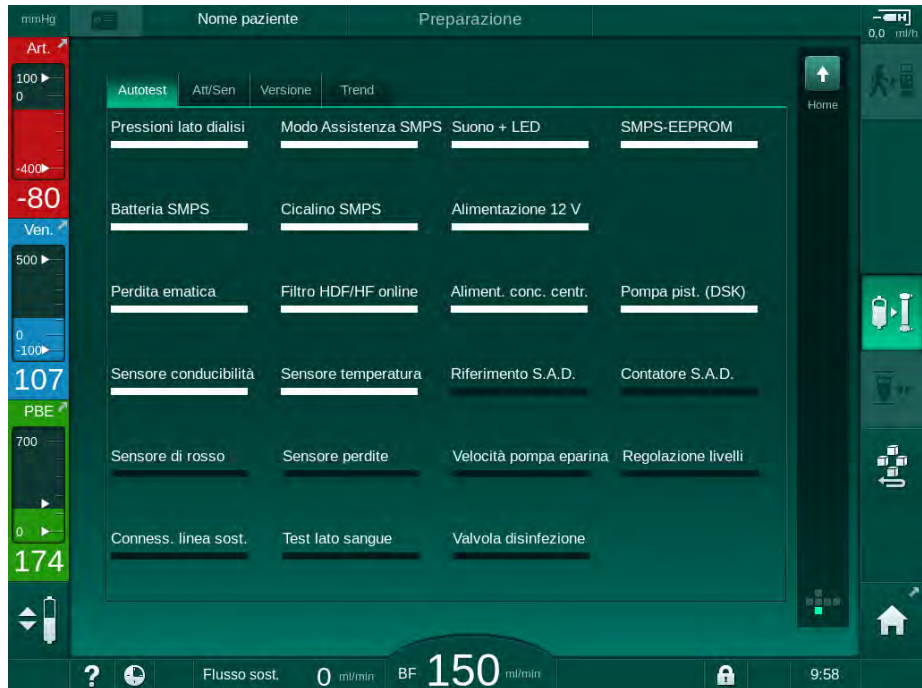 mmHg
Nome paziente
Preparazione
0,0 ml/h
Art.
100
0
-400
-80
Ven.
500
0
-100
107
PBE
700
0
174
Autotest Att/Sen Versione Trend
Home
Pressioni lato dialisi Modo Assistenza SMPS Suono + LED SMPS-EEPROM
Batteria SMPS Cicalino SMPS Alimentazione 12 V
Perdita ematica Filtro HDF/HF online Aliment. conc. centr. Pompa pist. (DSK)
Sensore conducibilità Sensore temperatura Riferimento S.A.D. Contatore S.A.D.
Sensore di rosso Sensore perdite Velocità pompa eparina Regolazione livelli
Conness. linea sost. Test lato sangue Valvola disinfezione
? Flusso sost. 0 ml/min BF 150 ml/min 9:58